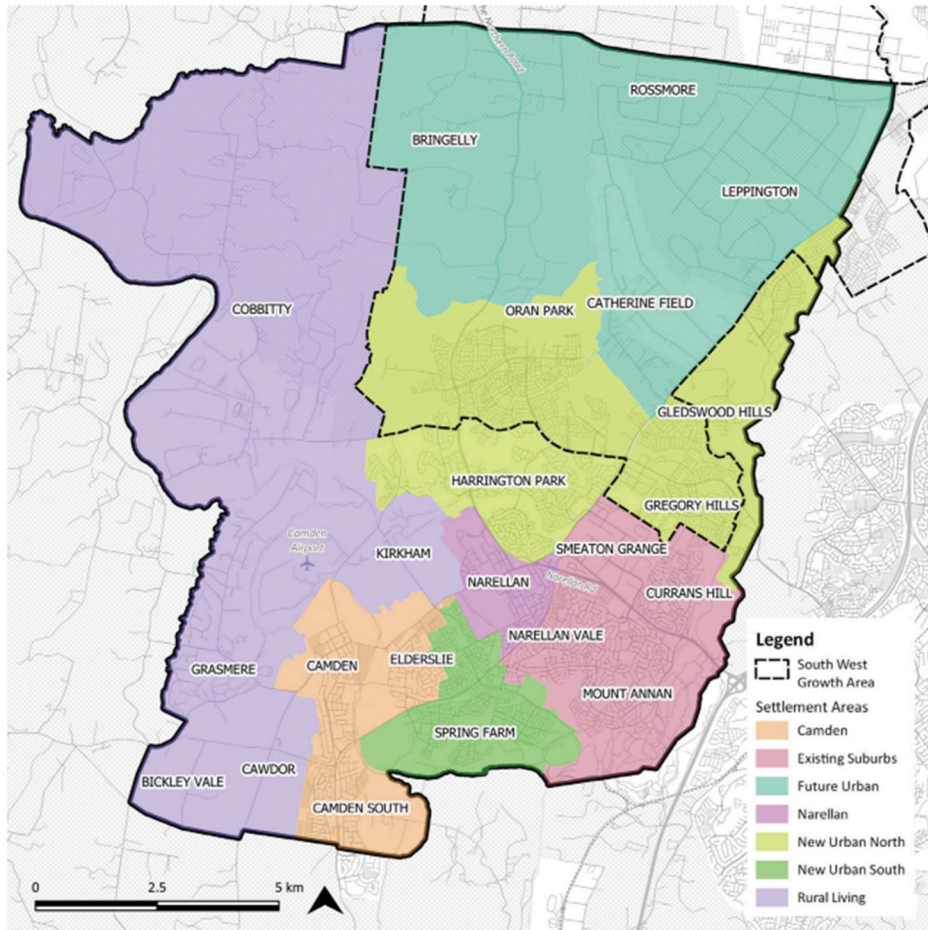 The Northern Road
ROSSMORE
BRINGELLY
LEPPINGTON
COBBITTY
ORAN PARK
CATHERINE FIELD
GLEDSWOOD HILLS
HARRINGTON PARK
GREGORY HILLS
Camden
Airport
KIRKHAM
SMEATON GRANGE
Narellan Rd
NARELLAN
CURRANS HILL
NARELLAN VALE
GRASMERE
CAMDEN
ELDERSLIE
MOUNT ANNAN
SPRING FARM
BICKLEY VALE
CAWDOR
CAMDEN SOUTH
Legend
South West
Growth Area
Settlement Areas
Camden
Existing Suburbs
Future Urban
Narellan
New Urban North
New Urban South
Rural Living
0 2.5 5 km